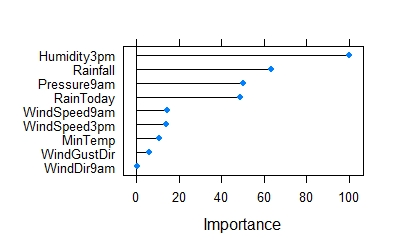 Humidity3pm
Rainfall
Pressure9am
RainToday
WindSpeed9am
WindSpeed3pm
MinTemp
WindGustDir
WindDir9am
0 20 40 60 80 100
Importance